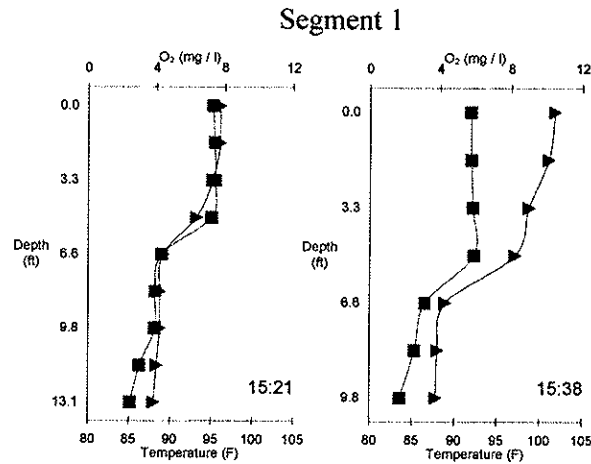 Segment 1
O₂ (mg / l)
0 4 8 12
0.0
3.3
Depth
(ft)
6.6
9.8
13.1
15:21
80 85 90 95 100 105
Temperature (F)
O₂ (mg / l)
0 4 8 12
0.0
3.3
Depth
(ft)
6.8
9.8
15:38
80 85 90 95 100 105
Temperature (F)